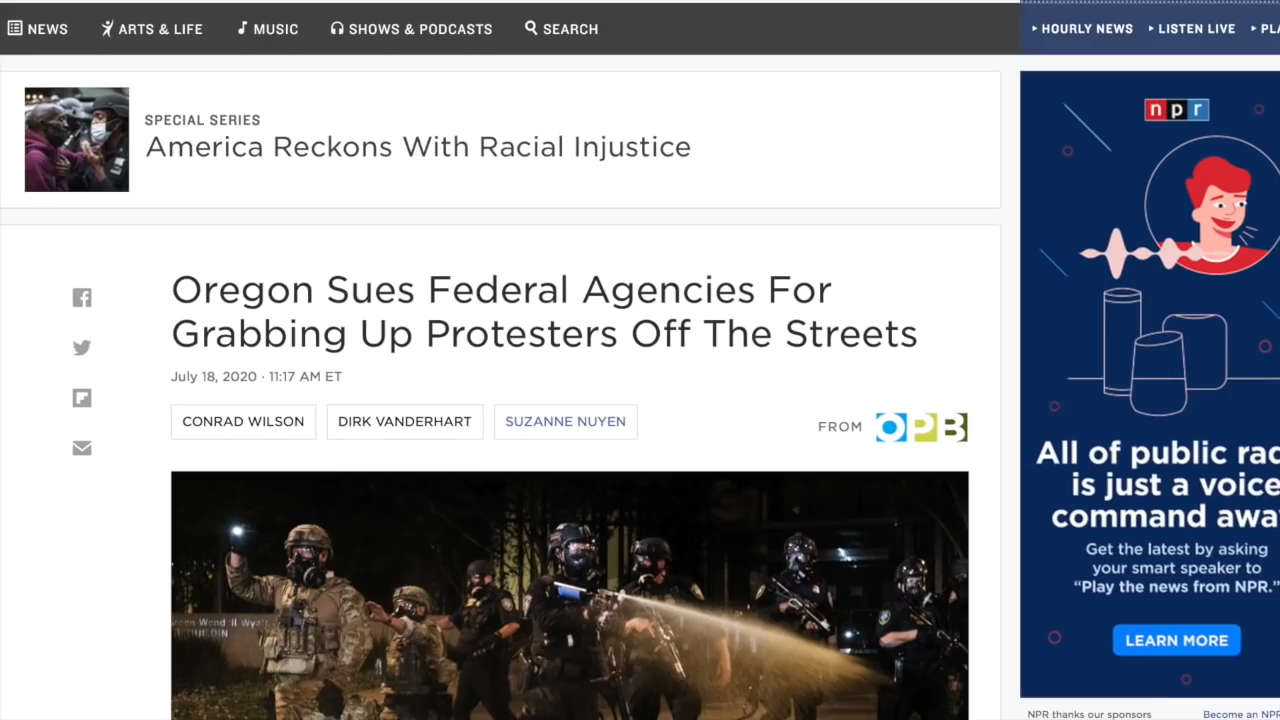 NEWS
ARTS & LIFE
MUSIC
SHOWS & PODCASTS
SEARCH
HOURLY NEWS
LISTEN LIVE
SPECIAL SERIES
America Reckons With Racial Injustice
Oregon Sues Federal Agencies For
Grabbing Up Protesters Off The Streets
July 18, 2020 · 11:17 AM ET
CONRAD WILSON
DIRK VANDERHART
SUZANNE NUYEN
FROM OPB
npr
All of public rad
is just a voice
command awa
Get the latest by asking
your smart speaker to
“Play the news from NPR.”
LEARN MORE
NPR thanks our sponsors
Become an NPR